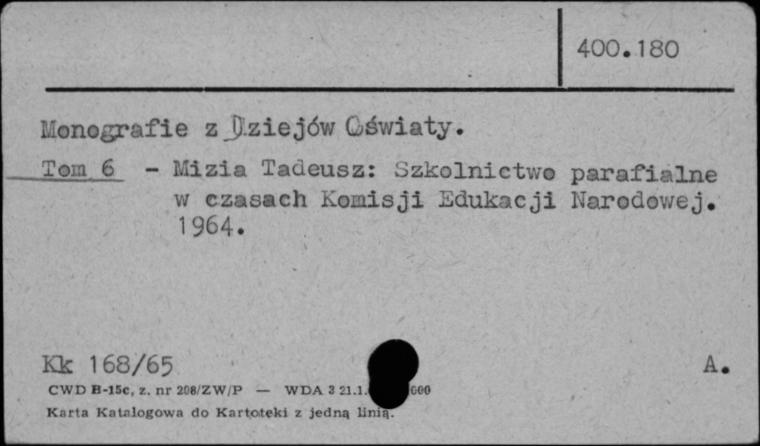 400.180
Monografie z Dziejów Oświaty.
Tom 6 - Mizia Tadeusz: Szkolnictwo parafialne
w czasach Komisji Edukacji Narodowej.
1964.
Kk 168/65 A.
CWD B-15c, z. nr 208/ZW/P — WDA 3 21.1. 000
Karta Katalogowa do Kartoteki z jedną linią.